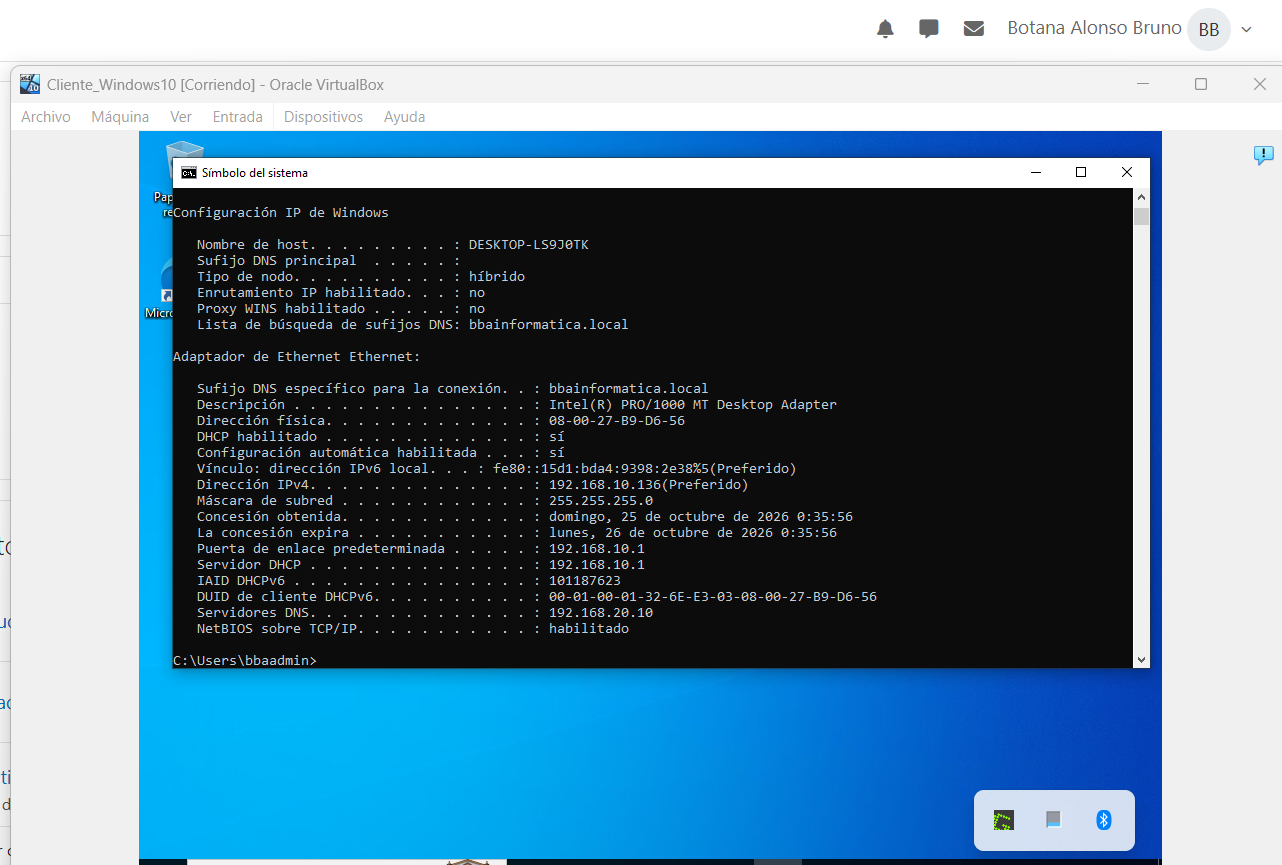 Botana Alonso Bruno BB
Cliente_Windows10 [Corriendo] - Oracle VirtualBox
Archivo Máquina Ver Entrada Dispositivos Ayuda
Símbolo del sistema
Configuración IP de Windows
Nombre de host. . . . . . . . . : DESKTOP-LS9J0TK
Sufijo DNS principal . . . . . :
Tipo de nodo. . . . . . . . . . : híbrido
Enrutamiento IP habilitado. . . : no
Proxy WINS habilitado . . . . . : no
Lista de búsqueda de sufijos DNS: bbainformatica.local
Adaptador de Ethernet Ethernet:
Sufijo DNS específico para la conexión. . : bbainformatica.local
Descripción . . . . . . . . . . . . . . . : Intel(R) PRO/1000 MT Desktop Adapter
Dirección física. . . . . . . . . . . . . : 08-00-27-B9-D6-56
DHCP habilitado . . . . . . . . . . . . . : sí
Configuración automática habilitada . . . : sí
Vínculo: dirección IPv6 local. . . : fe80::15d1:bda4:9398:2e38%5(Preferido)
Dirección IPv4. . . . . . . . . . . . . . : 192.168.10.136(Preferido)
Máscara de subred . . . . . . . . . . . . : 255.255.255.0
Concesión obtenida. . . . . . . . . . . . : domingo, 25 de octubre de 2026 0:35:56
La concesión expira . . . . . . . . . . . : lunes, 26 de octubre de 2026 0:35:56
Puerta de enlace predeterminada . . . . . : 192.168.10.1
Servidor DHCP . . . . . . . . . . . . . . : 192.168.10.1
IAID DHCPv6 . . . . . . . . . . . . . . . : 101187623
DUID de cliente DHCPv6. . . . . . . . . . : 00-01-00-01-32-6E-E3-03-08-00-27-B9-D6-56
Servidores DNS. . . . . . . . . . . . . . : 192.168.20.10
NetBIOS sobre TCP/IP. . . . . . . . . . . : habilitado
C:\Users\bbaadmin>